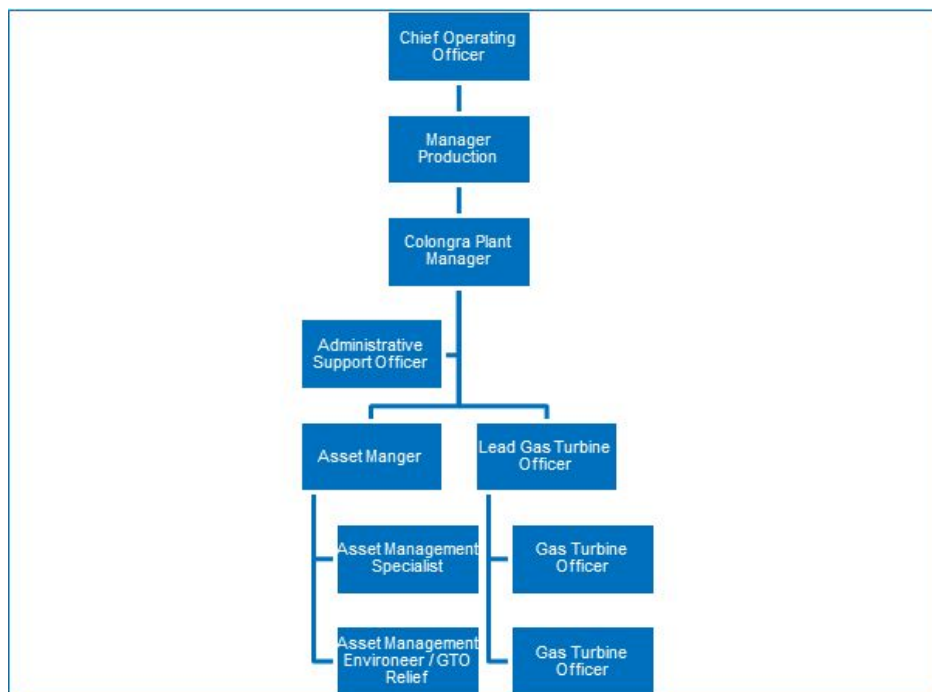 Chief Operating
Officer
Manager
Production
Colongra Plant
Manager
Administrative
Support Officer
Asset Manger
Lead Gas Turbine
Officer
Asset Management
Specialist
Gas Turbine
Officer
Asset Management
Environeer / GTO
Relief
Gas Turbine
Officer